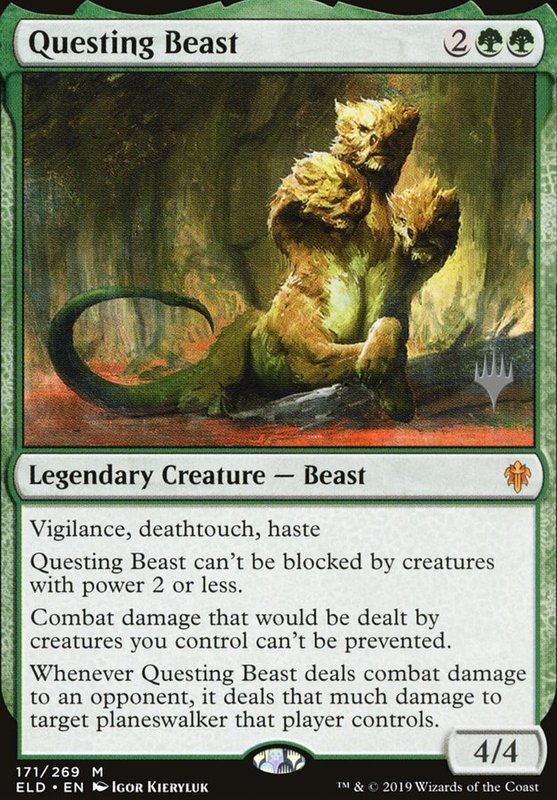 Questing Beast 2
Legendary Creature — Beast
Vigilance, deathtouch, haste
Questing Beast can't be blocked by creatures
with power 2 or less.
Combat damage that would be dealt by
creatures you control can't be prevented.
Whenever Questing Beast deals combat damage
to an opponent, it deals that much damage to
target planeswalker that player controls.
4/4
171/269 M
ELD • EN Igor Kieryluk
™ & © 2019 Wizards of the Coast